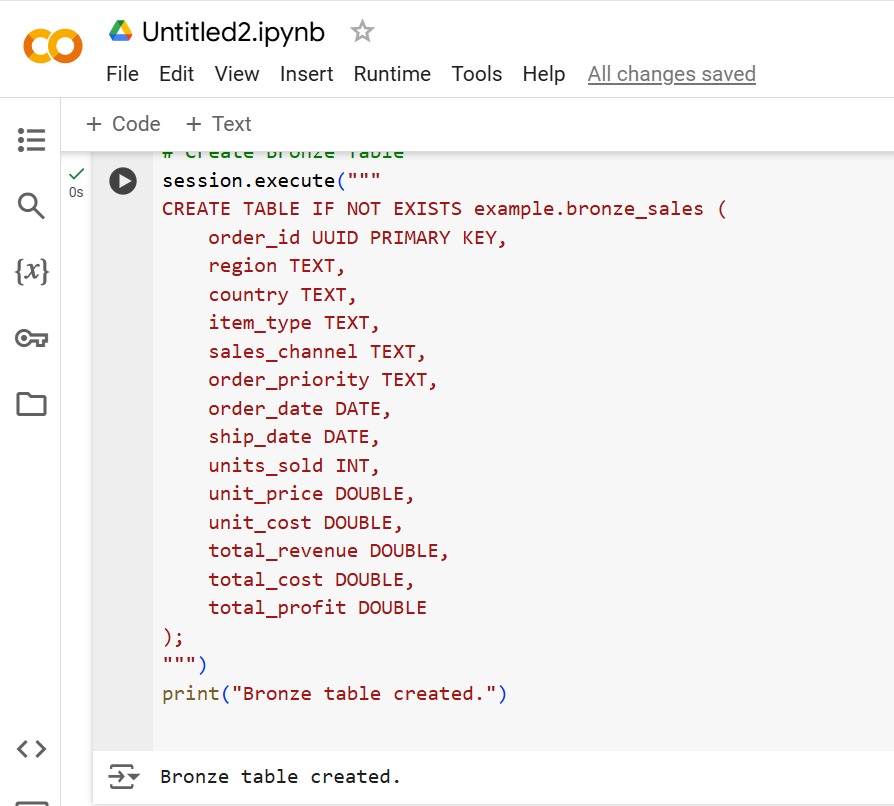 Untitled2.ipynb
File Edit View Insert Runtime Tools Help All changes saved
+ Code + Text
# Create Bronze Table
0s
session.execute("""
CREATE TABLE IF NOT EXISTS example.bronze_sales (
    order_id UUID PRIMARY KEY,
    region TEXT,
    country TEXT,
    item_type TEXT,
    sales_channel TEXT,
    order_priority TEXT,
    order_date DATE,
    ship_date DATE,
    units_sold INT,
    unit_price DOUBLE,
    unit_cost DOUBLE,
    total_revenue DOUBLE,
    total_cost DOUBLE,
    total_profit DOUBLE
);
""")
print("Bronze table created.")
Bronze table created.